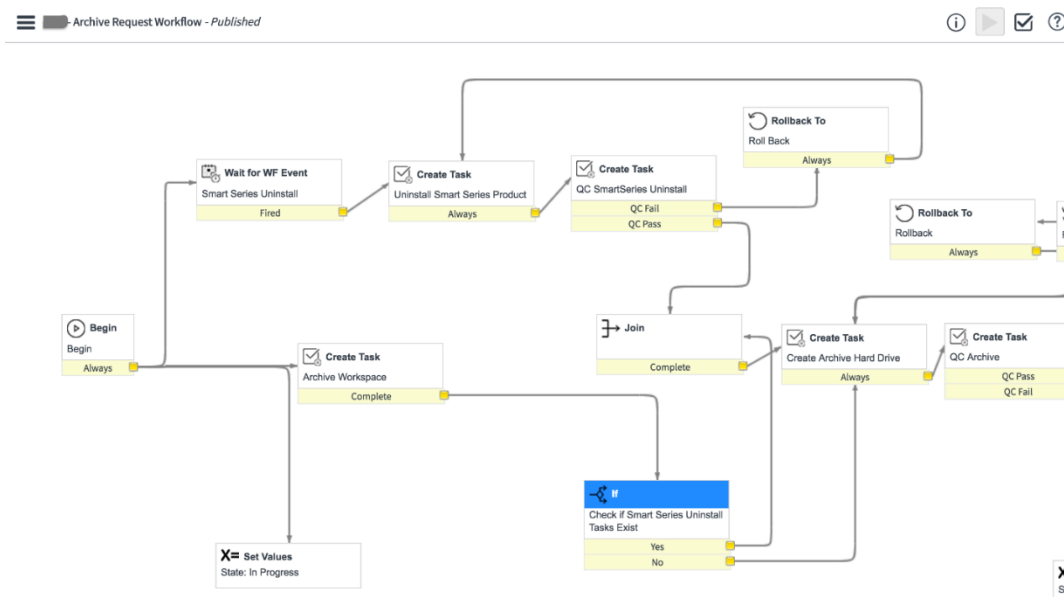 - Archive Request Workflow - Published
Rollback To
Roll Back
Always
Wait for WF Event
Smart Series Uninstall
Fired
Create Task
Uninstall Smart Series Product
Always
Create Task
QC SmartSeries Uninstall
QC Fail
QC Pass
Rollback To
Rollback
Always
Begin
Begin
Always
Create Task
Archive Workspace
Complete
Join
Complete
Create Task
Create Archive Hard Drive
Always
Create Task
QC Archive
QC Pass
QC Fail
If
Check if Smart Series Uninstall
Tasks Exist
Yes
No
X= Set Values
State: In Progress